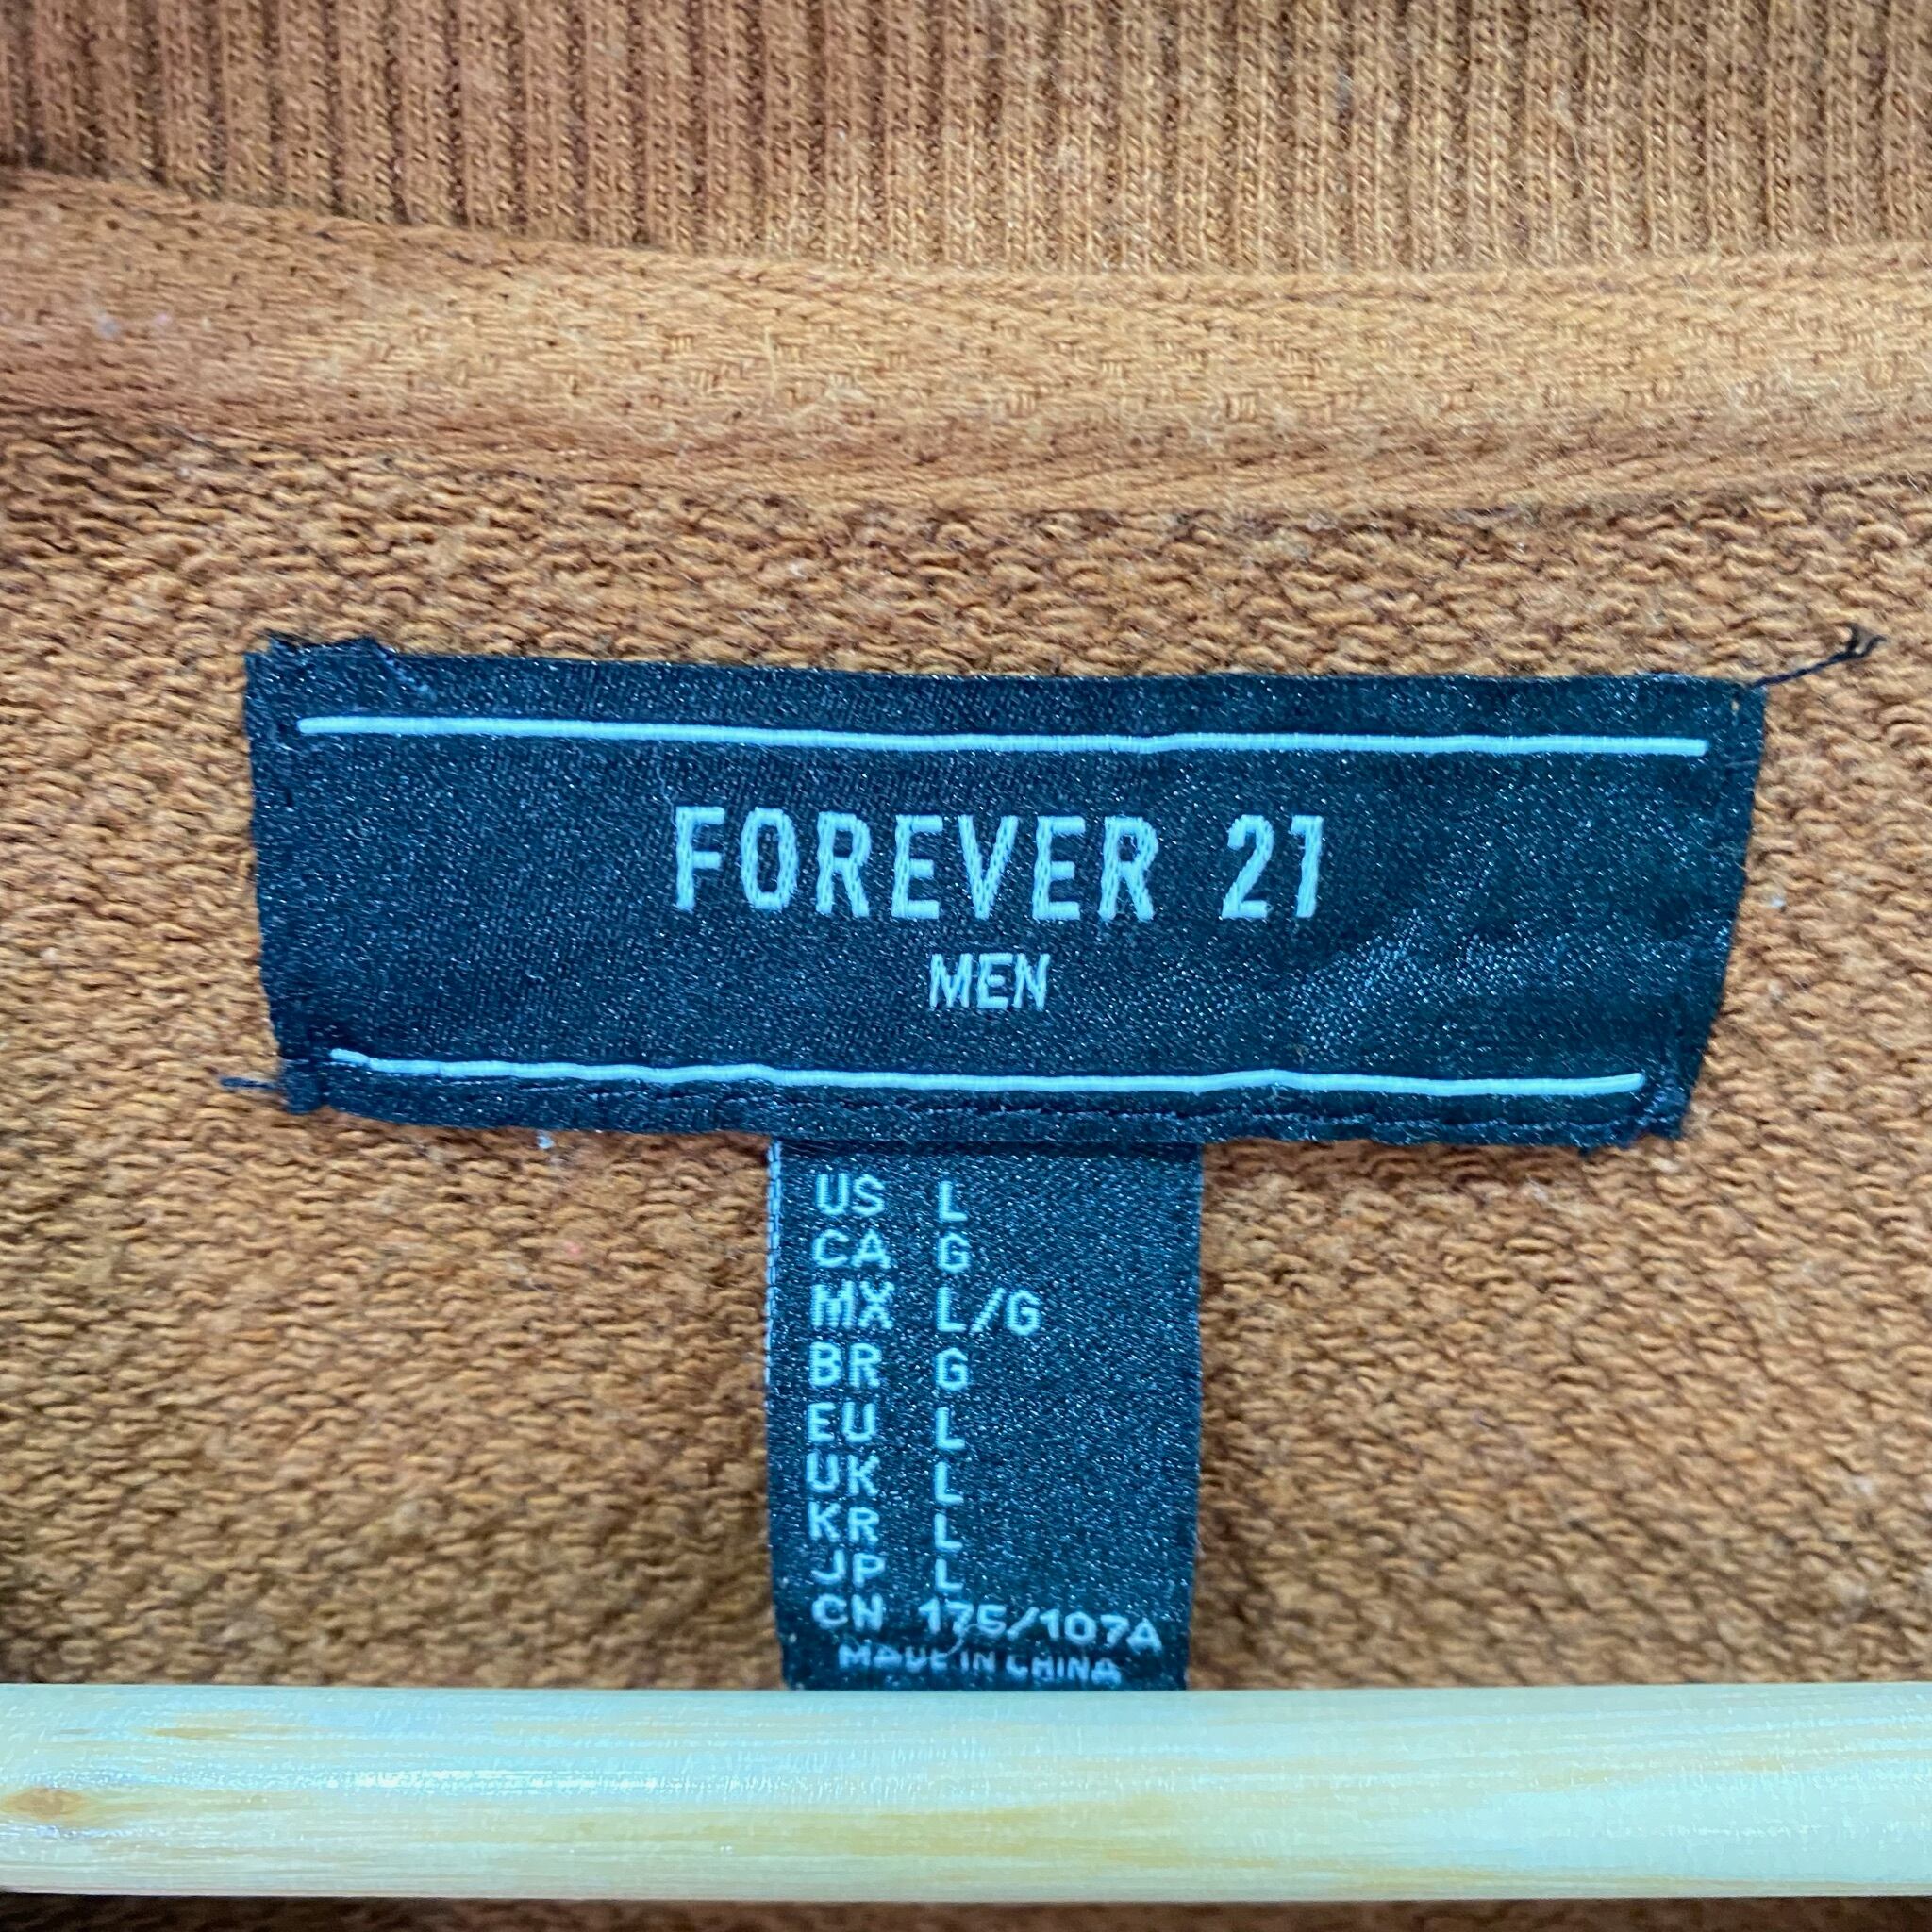 FOREVER 21
MEN
US L
CA G
MX L/G
BR G
EU L
UK L
KR L
JP L
CN 175/107A
MADE IN CHINA